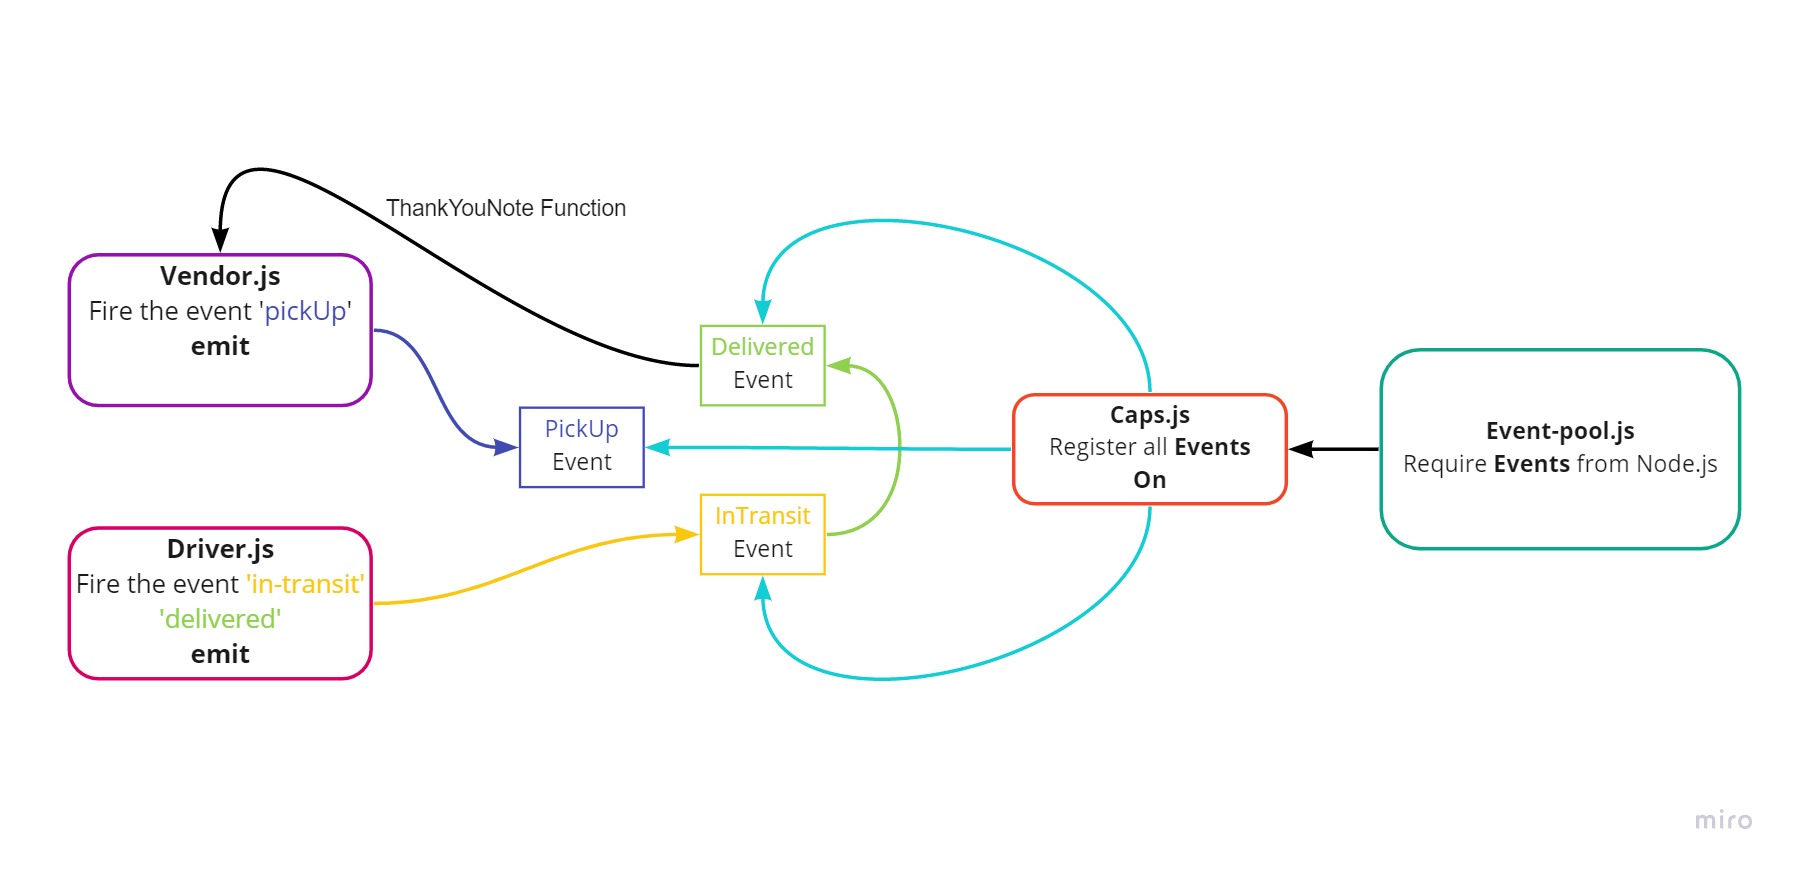 ThankYouNote Function
Vendor.js
Fire the event 'pickUp'
emit
Delivered
Event
PickUp
Event
Caps.js
Register all Events
On
Event-pool.js
Require Events from Node.js
InTransit
Event
Driver.js
Fire the event 'in-transit'
'delivered'
emit
miro